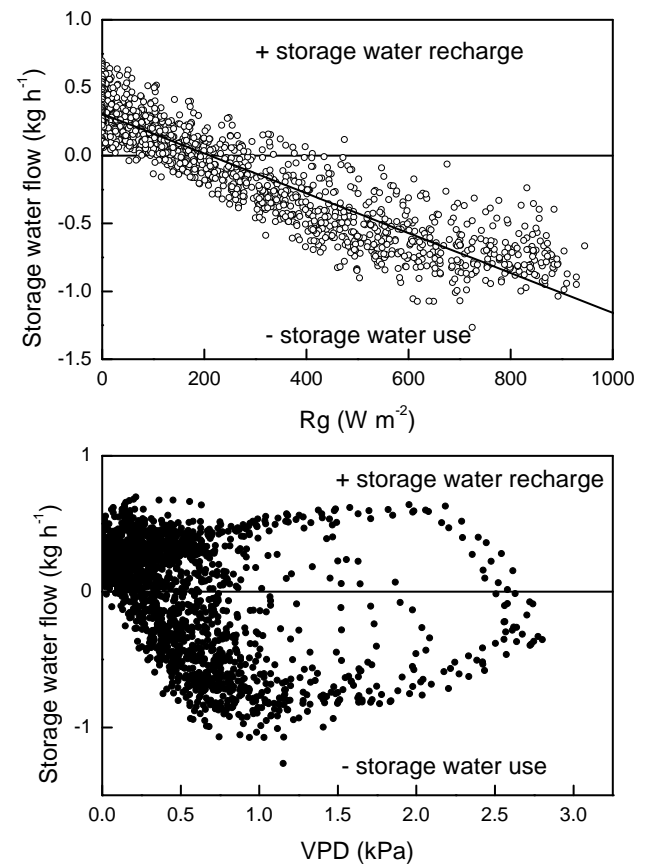 1.0
+ storage water recharge
0.5
0.0
-0.5
-1.0
- storage water use
-1.5
0 200 400 600 800 1000
Rg (W m⁻²)
Storage water flow (kg h⁻¹)
1
+ storage water recharge
0
-1
- storage water use
0.0 0.5 1.0 1.5 2.0 2.5 3.0
VPD (kPa)
Storage water flow (kg h⁻¹)